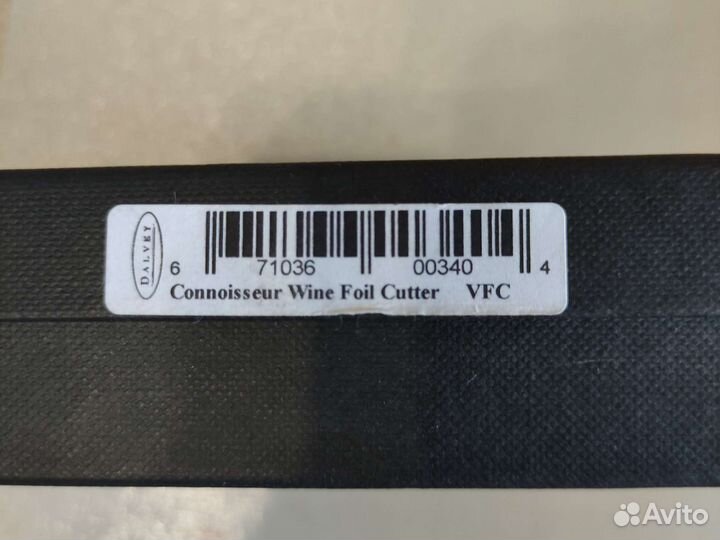 DALVEY
6 71036 00340 4
Connoisseur Wine Foil Cutter VFC
Avito